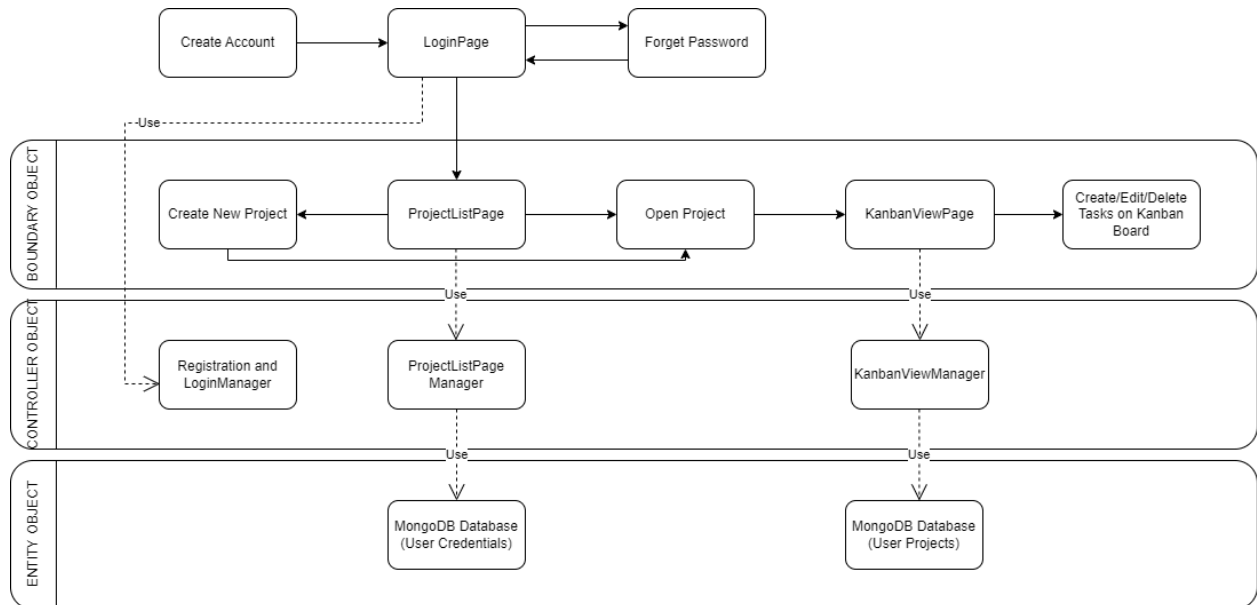 Create Account
LoginPage
Forget Password
Use
BOUNDARY OBJECT
Create New Project
ProjectListPage
Open Project
KanbanViewPage
Create/Edit/Delete
Tasks on Kanban
Board
Use
Use
CONTROLLER OBJECT
Registration and
LoginManager
ProjectListPage
Manager
KanbanViewManager
Use
Use
ENTITY OBJECT
MongoDB Database
(User Credentials)
MongoDB Database
(User Projects)